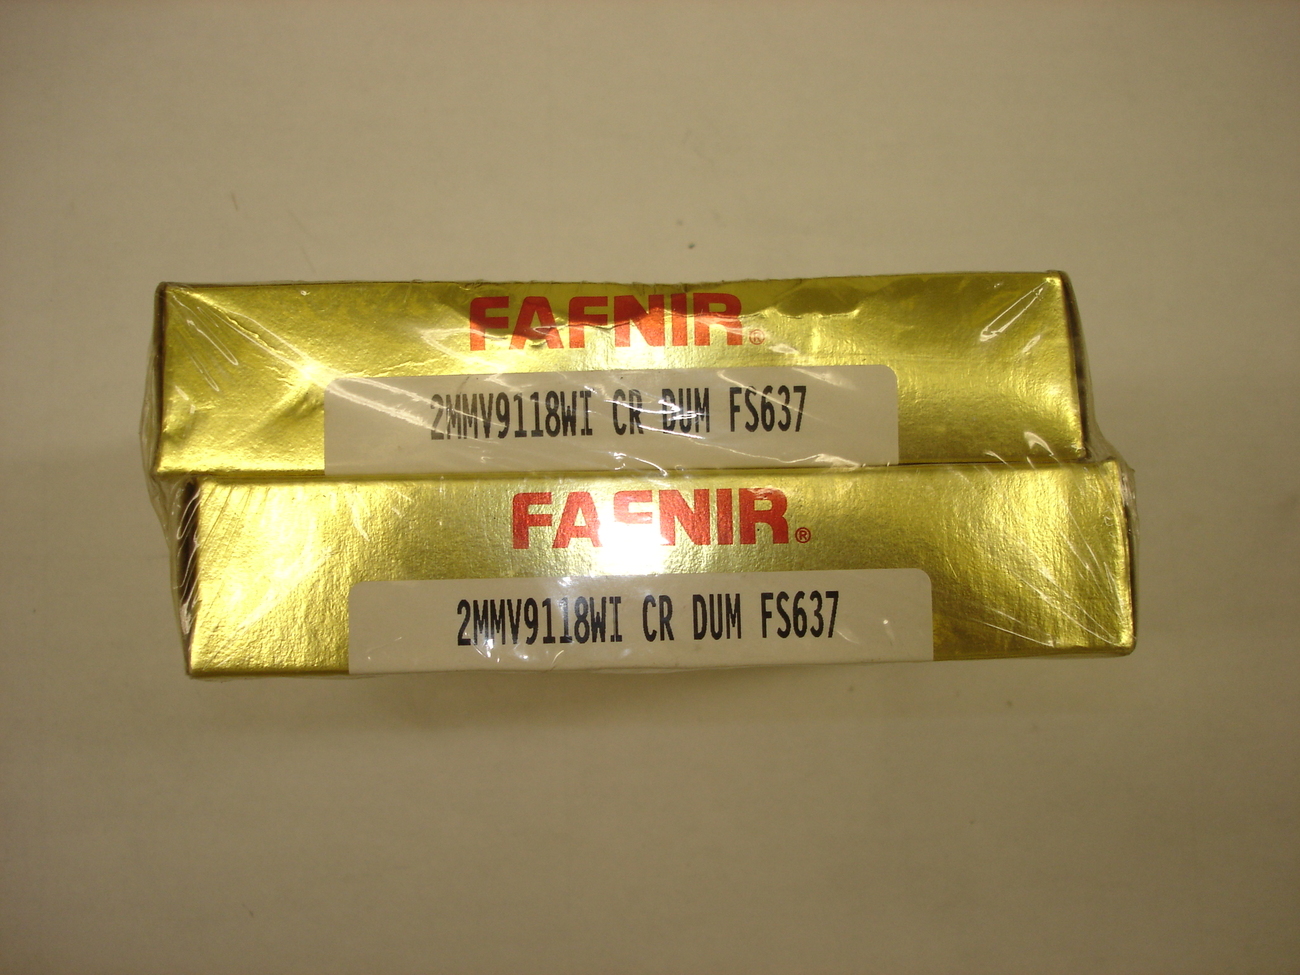 FAFNIR®
2MMV9118WI CR DUM FS637
FAFNIR®
2MMV9118WI CR DUM FS637